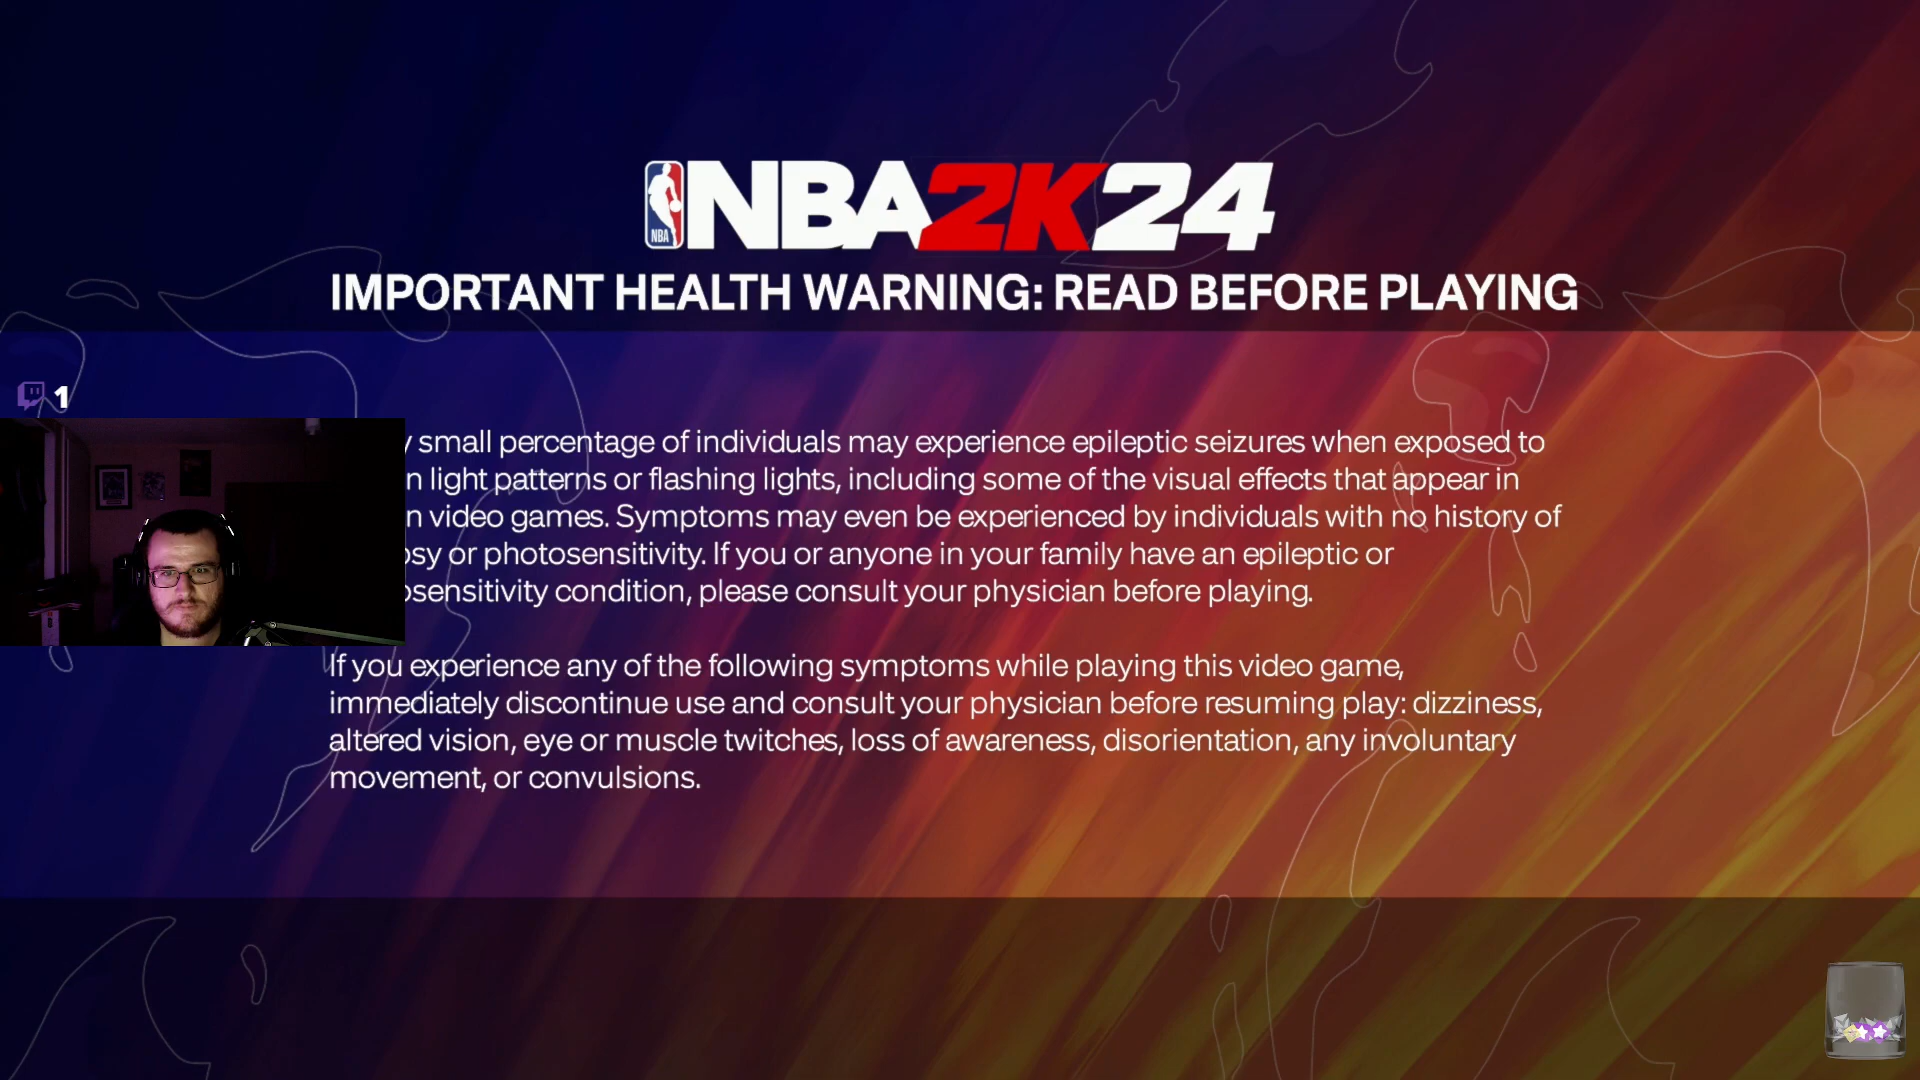 NBA NBA2K24
IMPORTANT HEALTH WARNING: READ BEFORE PLAYING
1
small percentage of individuals may experience epileptic seizures when exposed to
light patterns or flashing lights, including some of the visual effects that appear in
video games. Symptoms may even be experienced by individuals with no history of
or photosensitivity. If you or anyone in your family have an epileptic or
condition, please consult your physician before playing.
If you experience any of the following symptoms while playing this video game,
immediately discontinue use and consult your physician before resuming play: dizziness,
altered vision, eye or muscle twitches, loss of awareness, disorientation, any involuntary
movement, or convulsions.